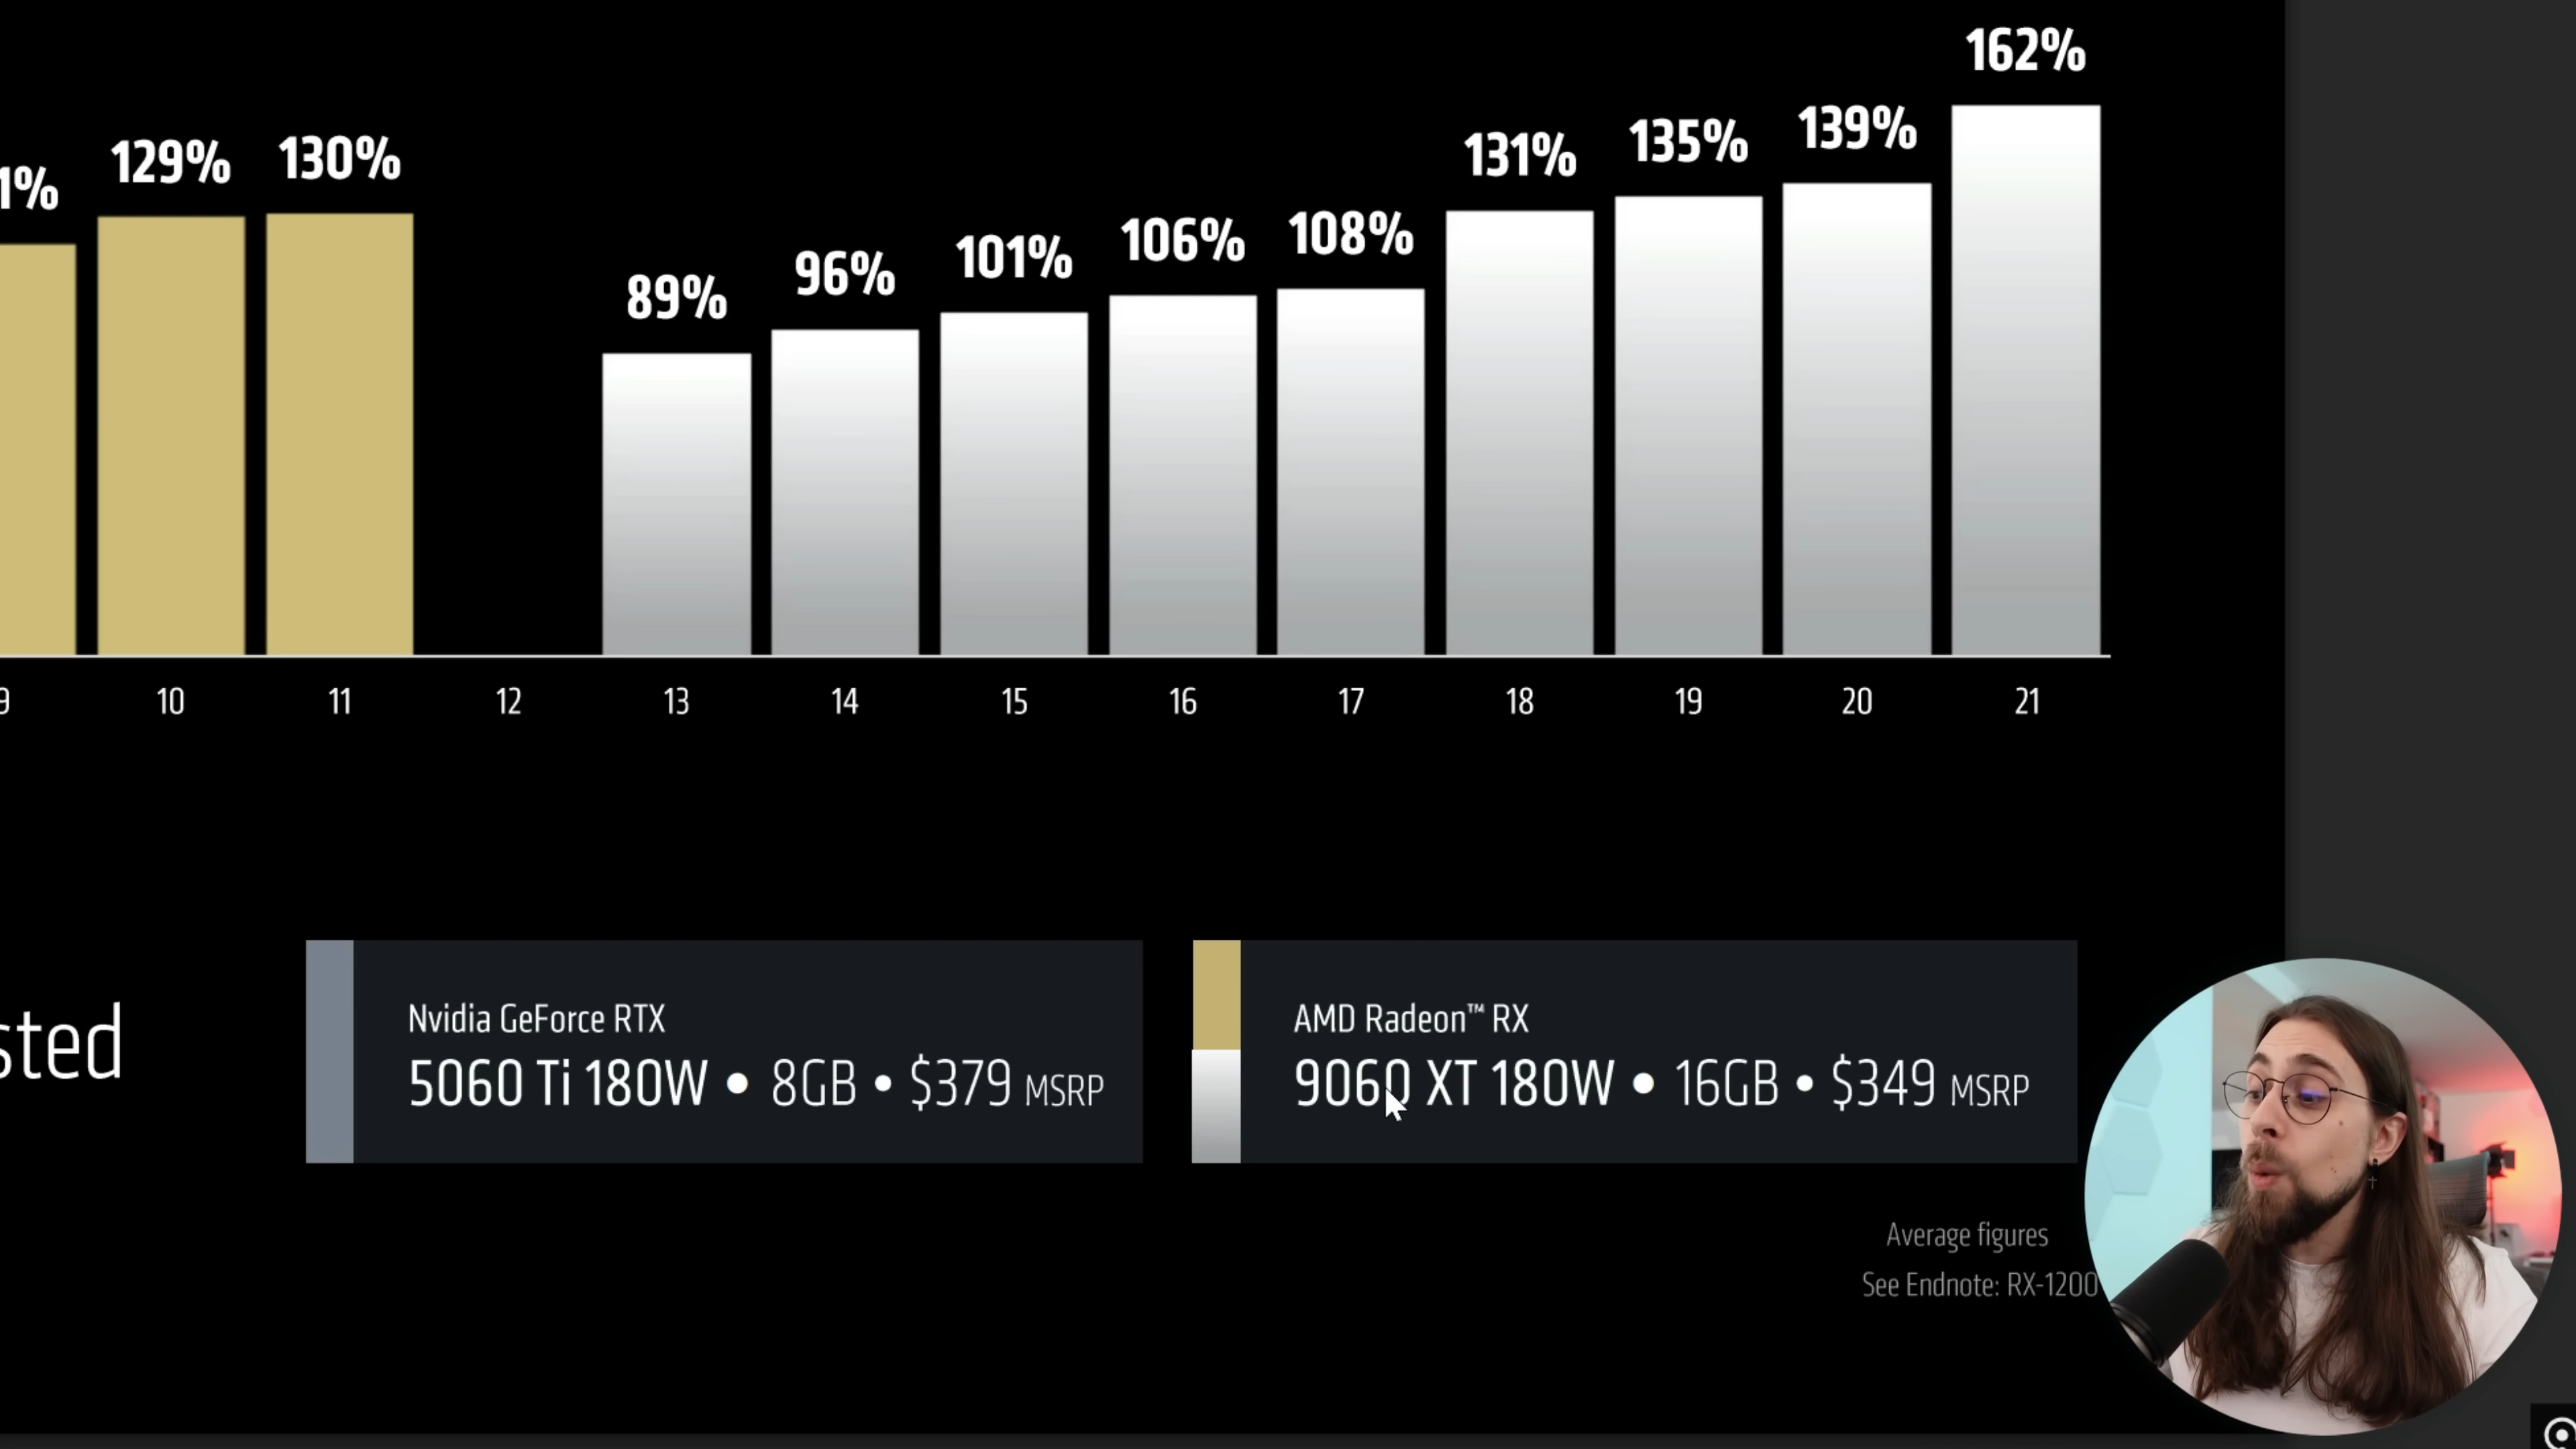 162%
131% 135% 139%
129% 130%
1%
89% 96% 101% 106% 108%
9 10 11 12 13 14 15 16 17 18 19 20 21
sted
Nvidia GeForce RTX
5060 Ti 180W • 8GB • $379 MSRP
AMD Radeon™ RX
9060 XT 180W • 16GB • $349 MSRP
Average figures
See Endnote: RX-1200